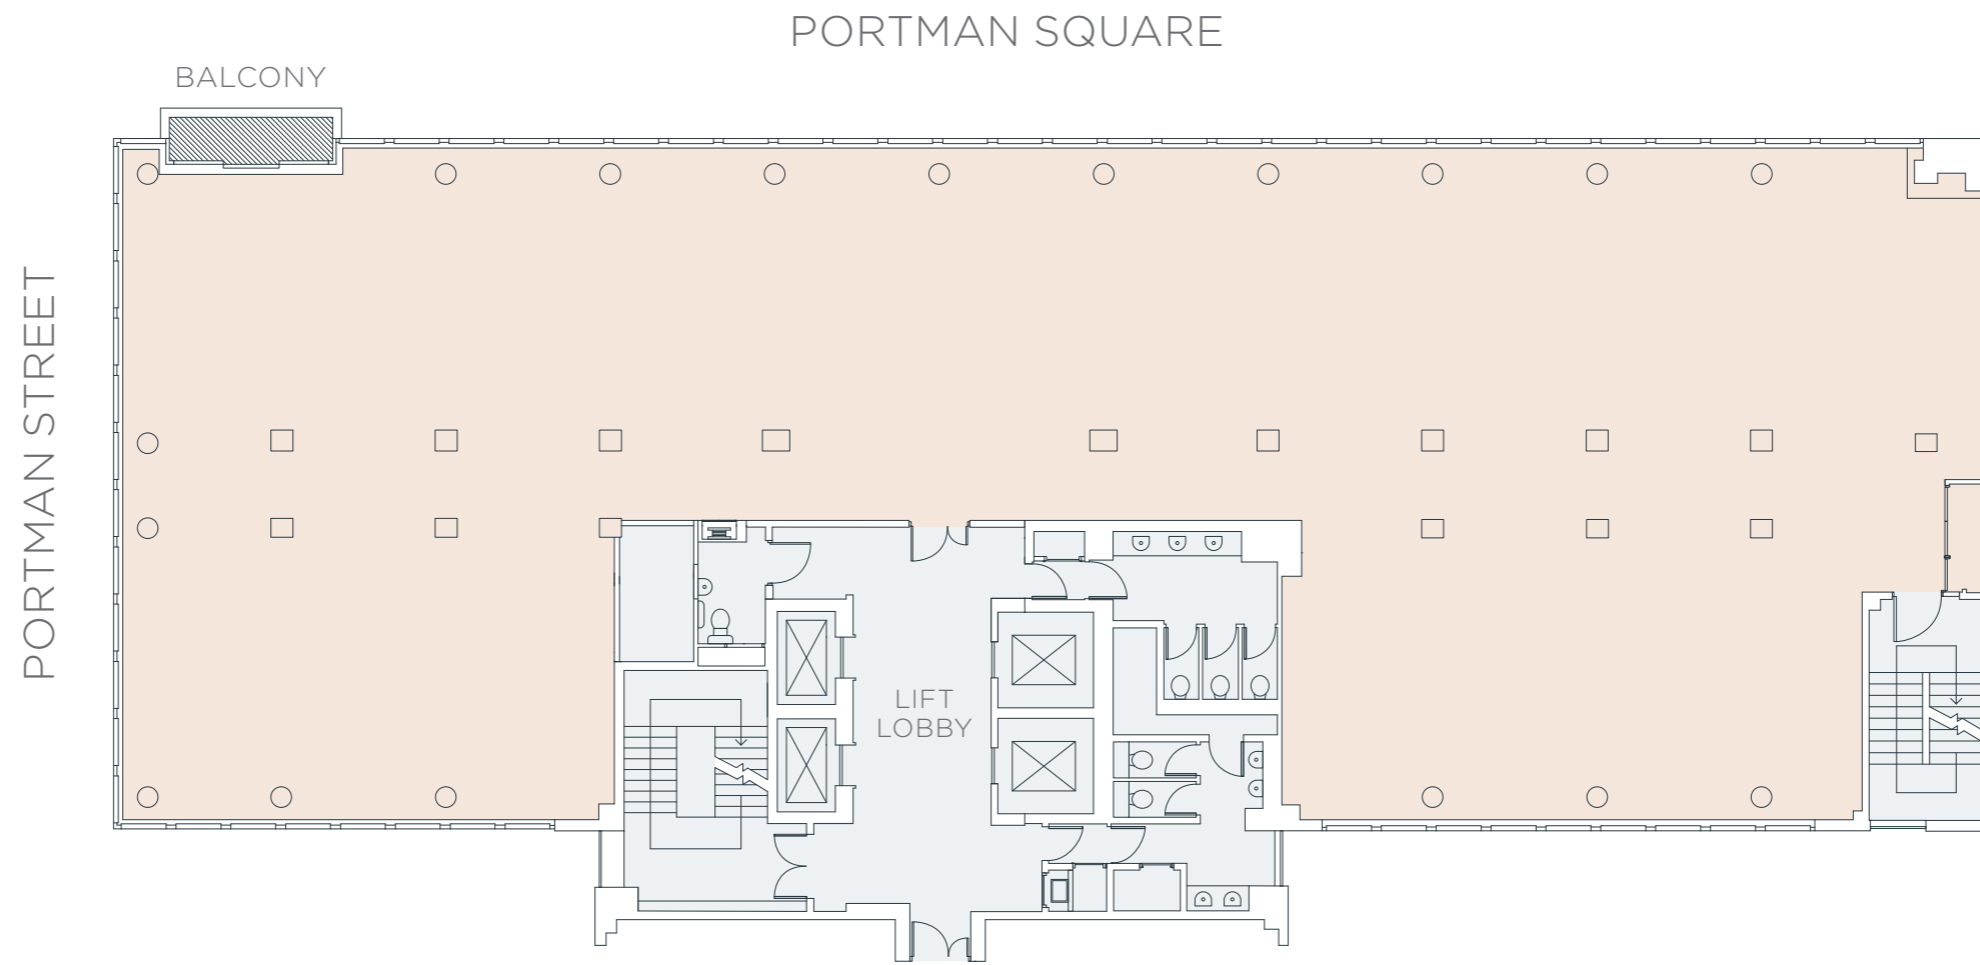 PORTMAN SQUARE
BALCONY
PORTMAN STREET
LIFT
LOBBY